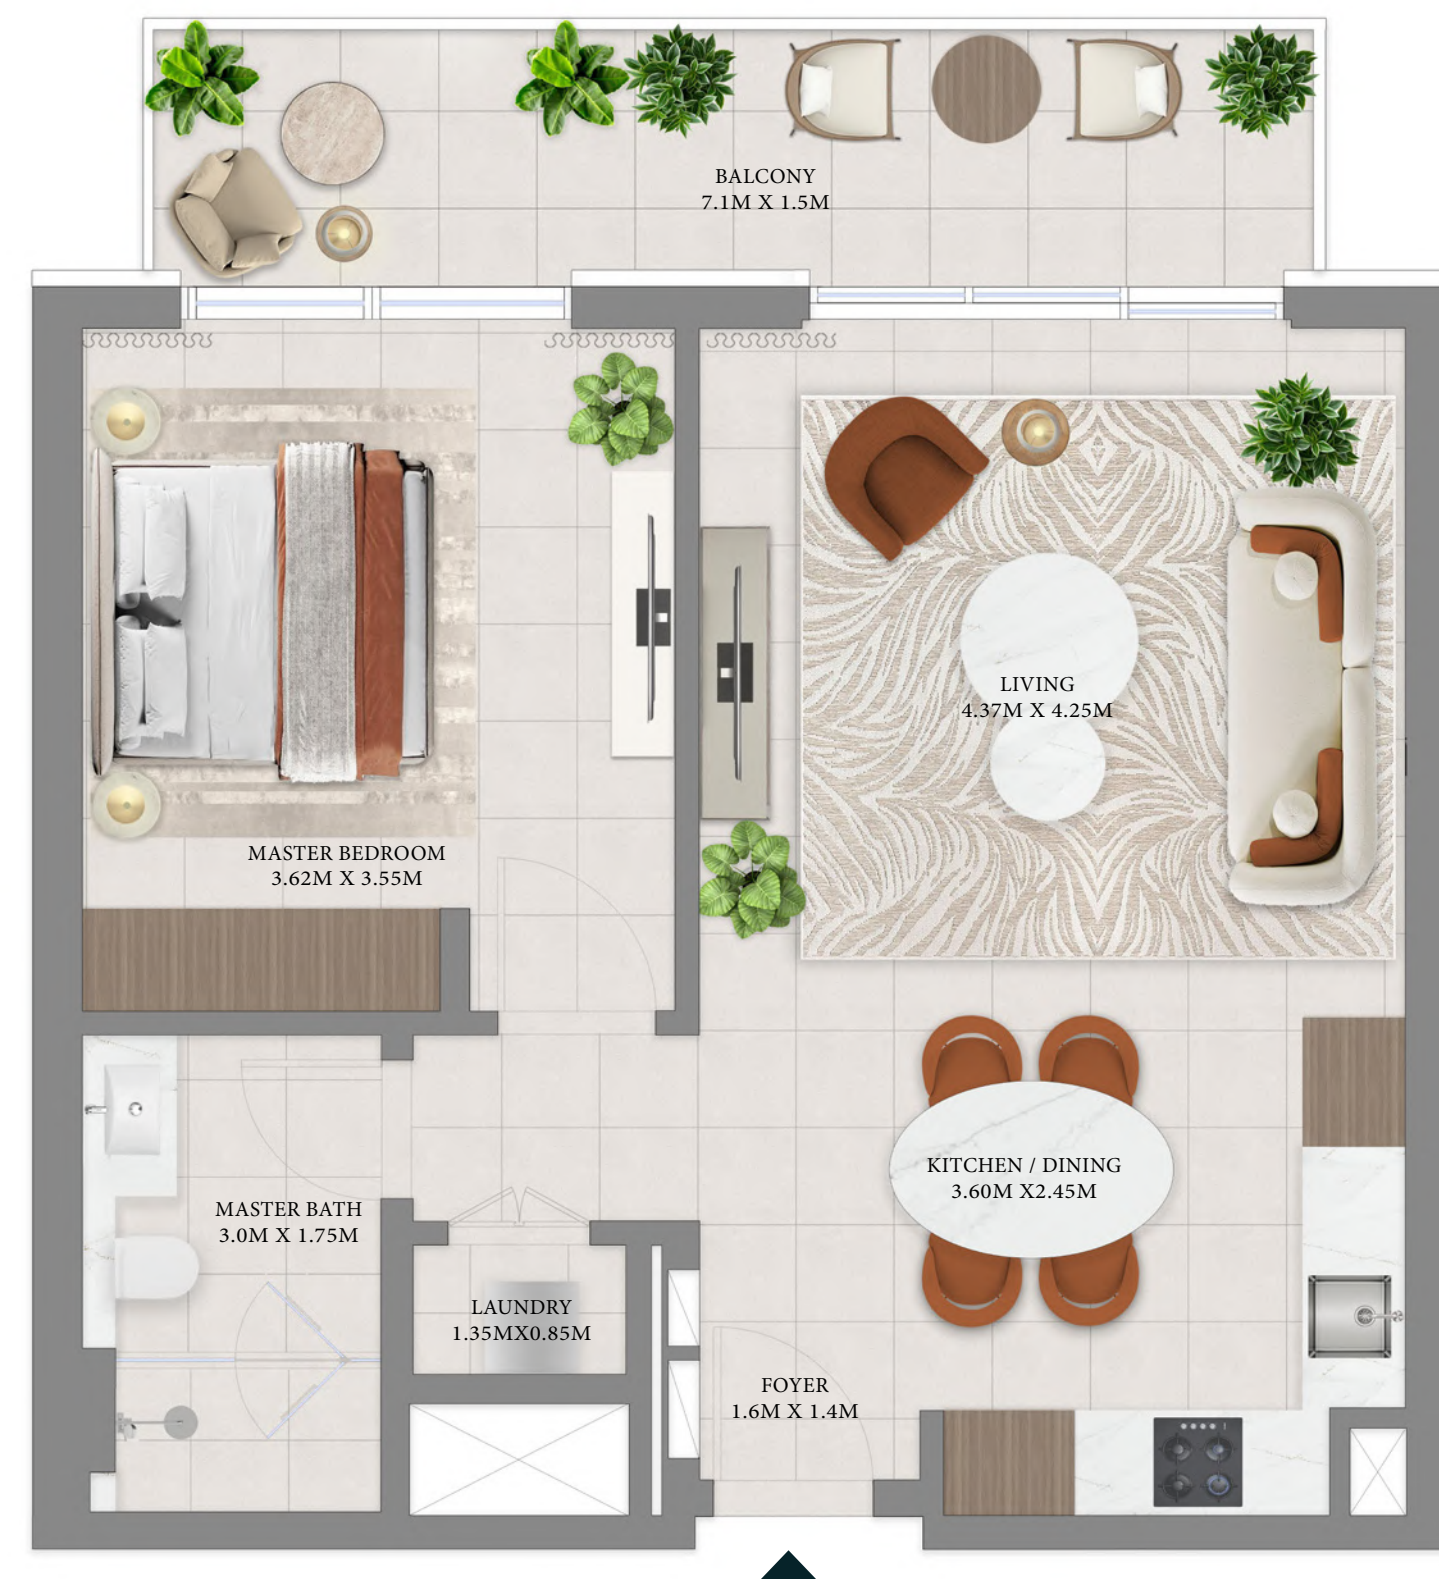 BALCONY
7.1M X 1.5M
LIVING
4.37M X 4.25M
MASTER BEDROOM
3.62M X 3.55M
KITCHEN / DINING
3.60M X2.45M
MASTER BATH
3.0M X 1.75M
LAUNDRY
1.35MX0.85M
FOYER
1.6M X 1.4M